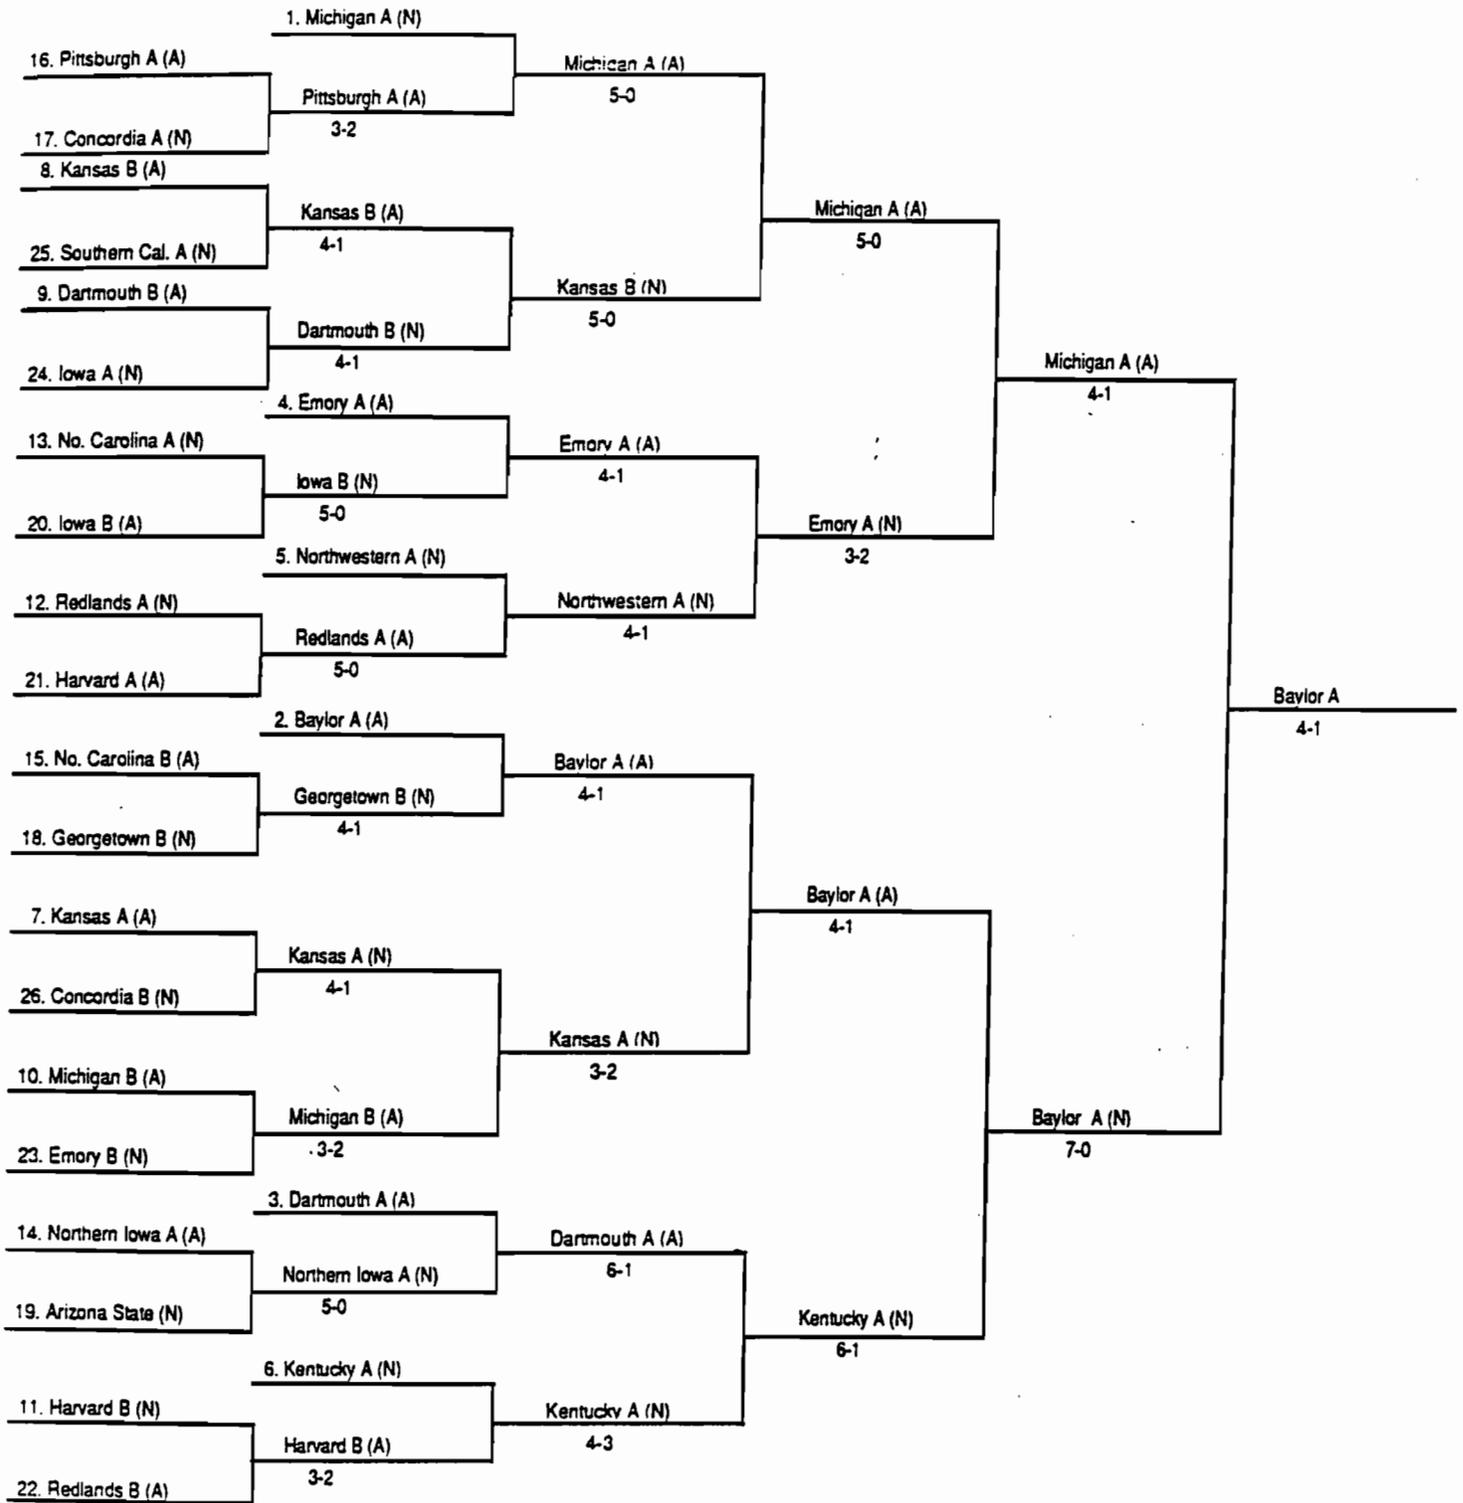 1. Michigan A (N)
16. Pittsburgh A (A)
Michigan A (A)
5-0
Pittsburgh A (A)
3-2
17. Concordia A (N)
8. Kansas B (A)
Kansas B (A)
4-1
Michigan A (A)
5-0
25. Southern Cal. A (N)
9. Dartmouth B (A)
Kansas B (N)
5-0
Dartmouth B (N)
4-1
24. Iowa A (N)
Michigan A (A)
4-1
4. Emory A (A)
13. No. Carolina A (N)
Emory A (A)
4-1
Iowa B (N)
5-0
20. Iowa B (A)
Emory A (N)
3-2
5. Northwestern A (N)
12. Redlands A (N)
Northwestern A (N)
4-1
Redlands A (A)
5-0
21. Harvard A (A)
Baylor A
4-1
2. Baylor A (A)
15. No. Carolina B (A)
Baylor A (A)
4-1
Georgetown B (N)
4-1
18. Georgetown B (N)
Baylor A (A)
4-1
7. Kansas A (A)
Kansas A (N)
4-1
26. Concordia B (N)
Kansas A (N)
3-2
10. Michigan B (A)
Michigan B (A)
3-2
Baylor A (N)
7-0
23. Emory B (N)
3. Dartmouth A (A)
14. Northern Iowa A (A)
Dartmouth A (A)
6-1
Northern Iowa A (N)
5-0
19. Arizona State (N)
Kentucky A (N)
6-1
6. Kentucky A (N)
11. Harvard B (N)
Kentucky A (N)
4-3
Harvard B (A)
3-2
22. Redlands B (A)